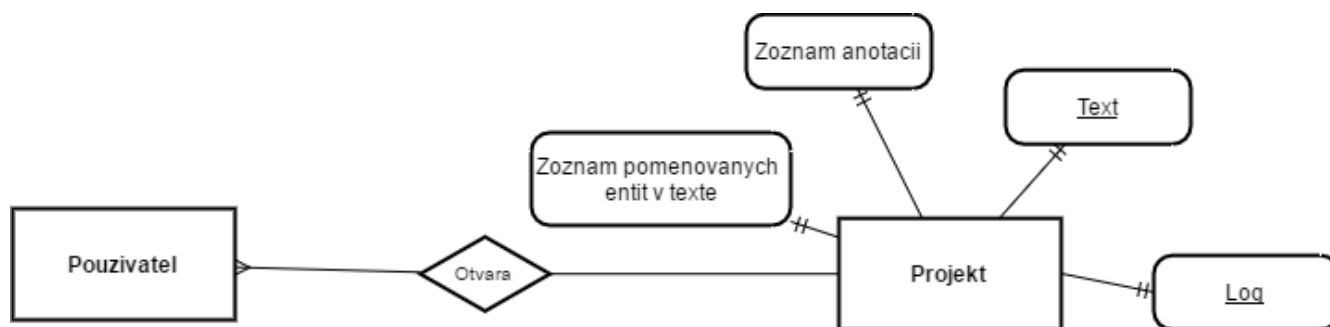 Zoznam anotacii
Text
Zoznam pomenovanych
entit v texte
Pouzivatel
Otvara
Projekt
Log